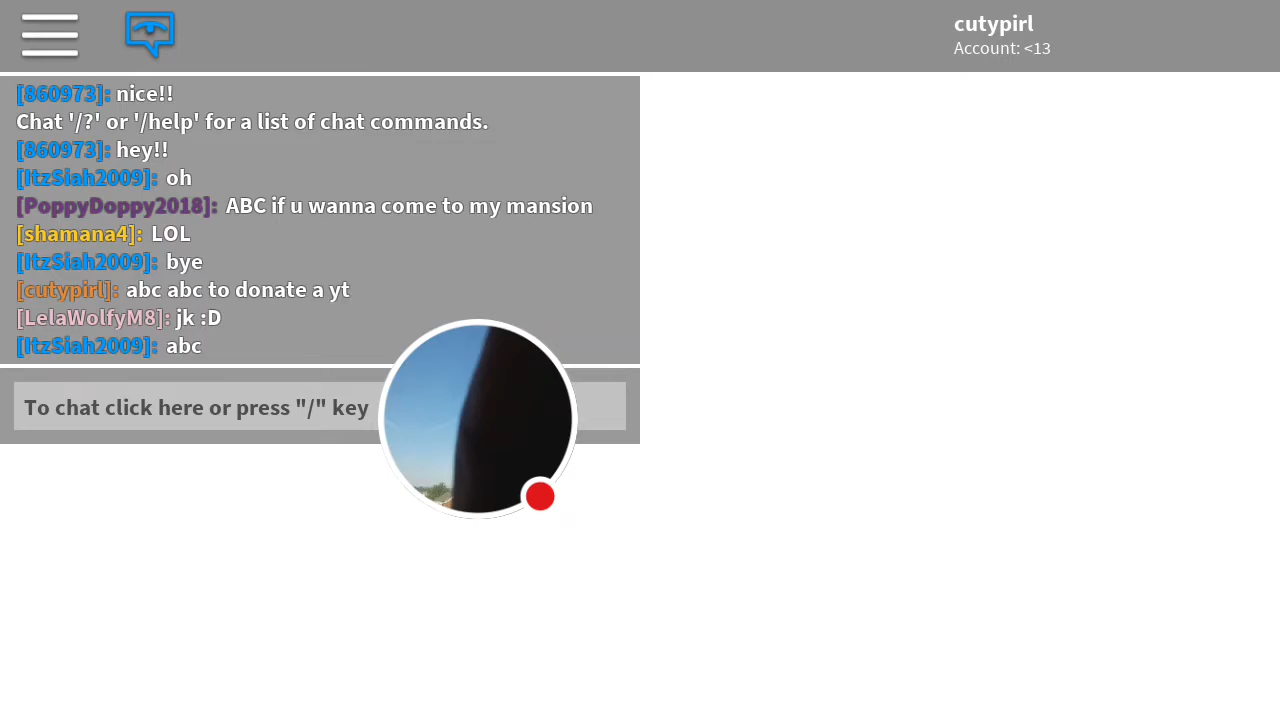 cutypirl
Account: <13
[860973]: nice!!
Chat '/?' or '/help' for a list of chat commands.
[860973]: hey!!
[ItzSiah2009]: oh
[PoppyDoppy2018]: ABC if u wanna come to my mansion
[shamana4]: LOL
[ItzSiah2009]: bye
[cutypirl]: abc abc to donate a yt
[LelaWolfyM8]: jk :D
[ItzSiah2009]: abc
To chat click here or press "/" key